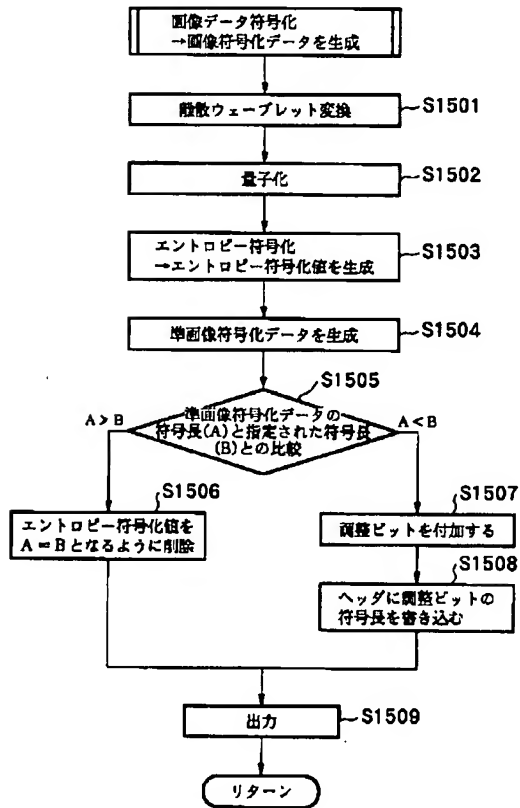 画像データ符号化
→画像符号化データを生成
離散ウェーブレット変換
S1501
量子化
S1502
エントロピー符号化
→エントロピー符号化値を生成
S1503
準画像符号化データを生成
S1504
S1505
準画像符号化データの
符号長(A)と指定された符号長
(B)との比較
A > B
A < B
S1506
エントロピー符号化値を
A = B となるように削除
S1507
調整ビットを付加する
S1508
ヘッダに調整ビットの
符号長を書き込む
出力
S1509
リターン